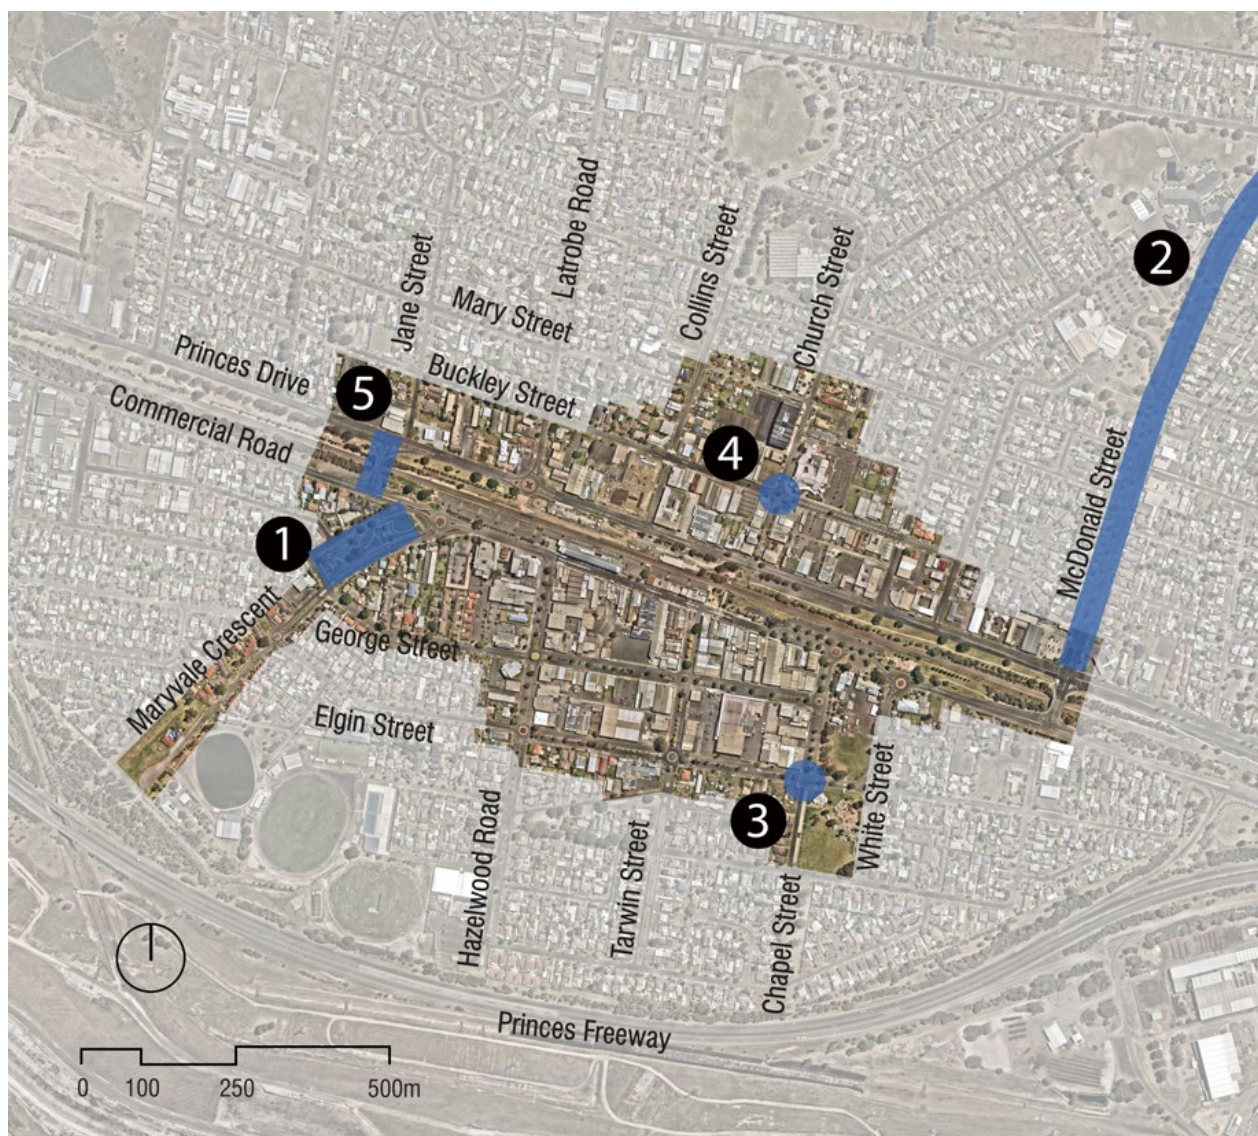 Latrobe Road
Collins Street
Jane Street
Church Street
2
Mary Street
Princes Drive
Buckley Street
5
Commercial Road
4
McDonald Street
1
Maryvale Crescent
George Street
Elgin Street
3
White Street
Hazelwood Road
Tarwin Street
Chapel Street
Princes Freeway
0 100 250 500m